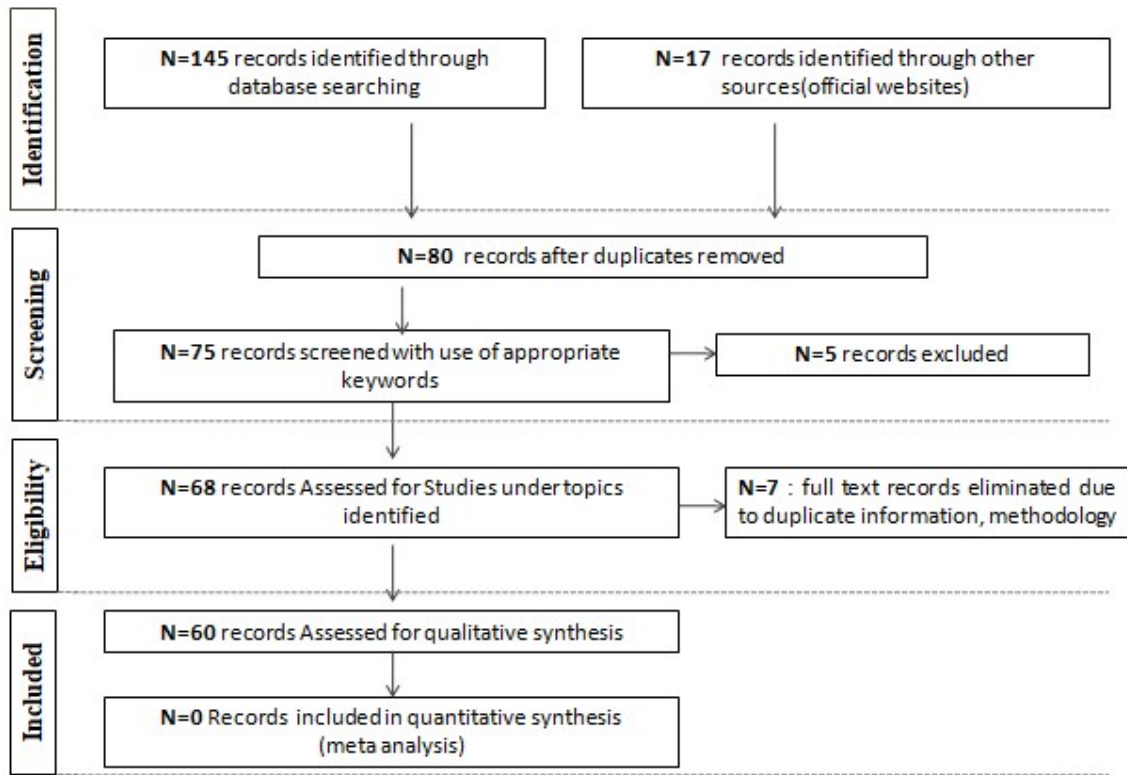 Identification
N=145 records identified through
database searching
N=17 records identified through other
sources(official websites)
Screening
N=80 records after duplicates removed
N=75 records screened with use of appropriate
keywords
N=5 records excluded
Eligibility
N=68 records Assessed for Studies under topics
identified
N=7 : full text records eliminated due
to duplicate information, methodology
Included
N=60 records Assessed for qualitative synthesis
N=0 Records included in quantitative synthesis
(meta analysis)